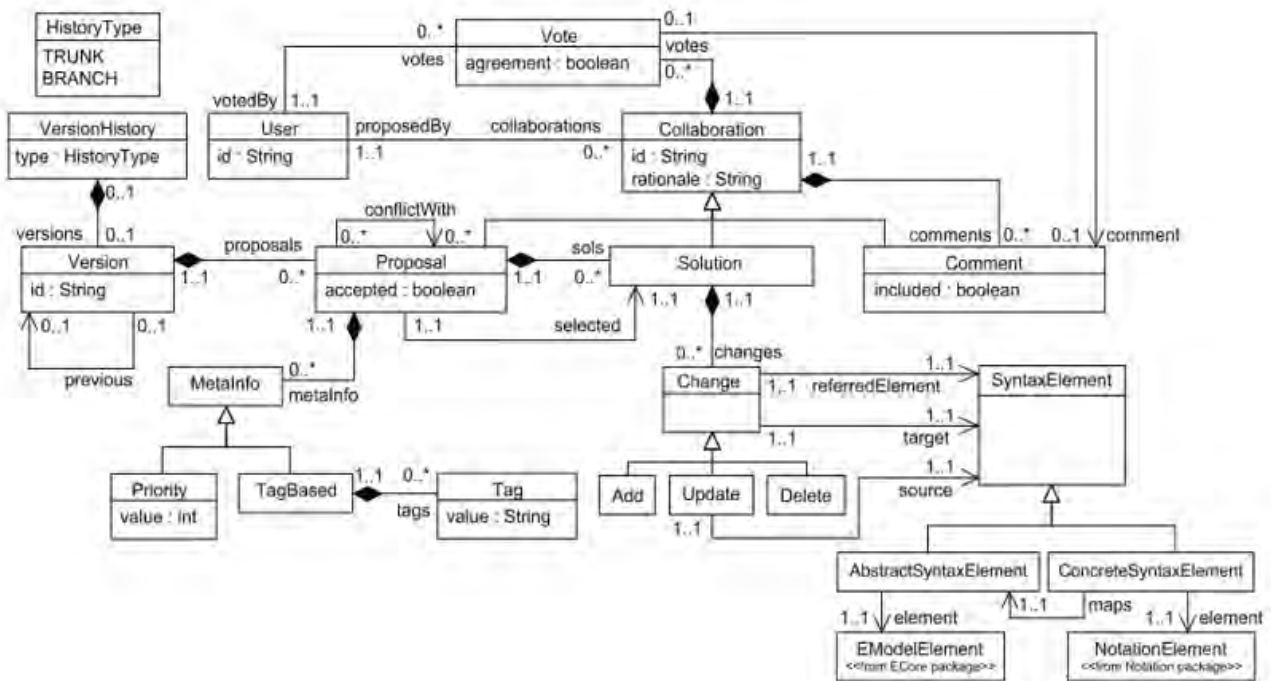 HistoryType
TRUNK
BRANCH
0..*
votes
Vote
agreement : boolean
0..1
votes
0..*
votedBy
1..1
1..1
VersionHistory
type : HistoryType
User
id : String
proposedBy
1..1
collaborations
0..*
Collaboration
id : String
rationale : String
1..1
0..1
conflictWith
0..*
0..*
versions
0..1
proposals
1..1
0..*
sols
1..1
0..*
comments
0..*
0..1
comment
Version
id : String
Proposal
accepted : boolean
Solution
Comment
included : boolean
0..1
0..1
previous
1..1
1..1
selected
1..1
1..1
0..*
metaInfo
MetaInfo
0..*
changes
Change
1..1
referredElement
1..1
SyntaxElement
1..1
target
1..1
1..1
source
Priority
value : int
TagBased
1..1
0..*
tags
Tag
value : String
Add
Update
Delete
1..1
AbstractSyntaxElement
ConcreteSyntaxElement
1..1
maps
1..1
element
1..1
element
EModelElement
<<from ECore package>>
NotationElement
<<from Notation package>>